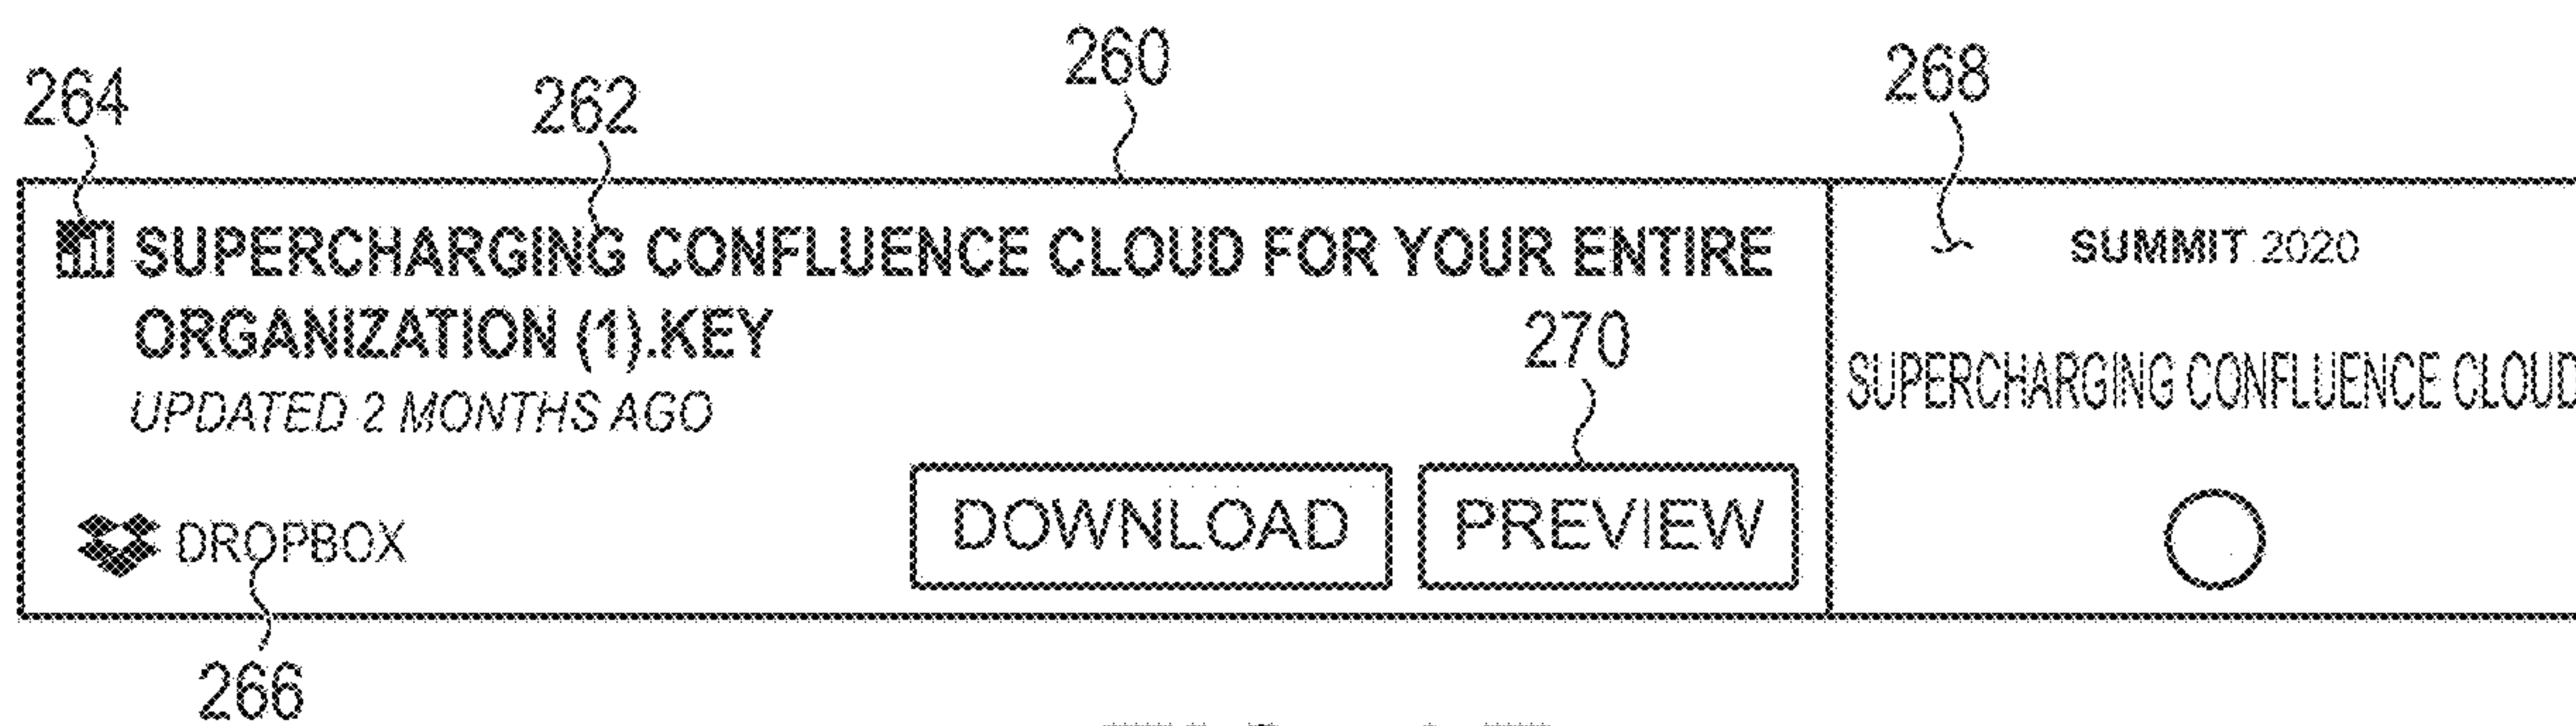 264
262
260
268
SUPERCHARGING CONFLUENCE CLOUD FOR YOUR ENTIRE
ORGANIZATION (1).KEY
UPDATED 2 MONTHS AGO
270
DROPBOX
DOWNLOAD
PREVIEW
266
SUMMIT 2020
SUPERCHARGING CONFLUENCE CLOUD